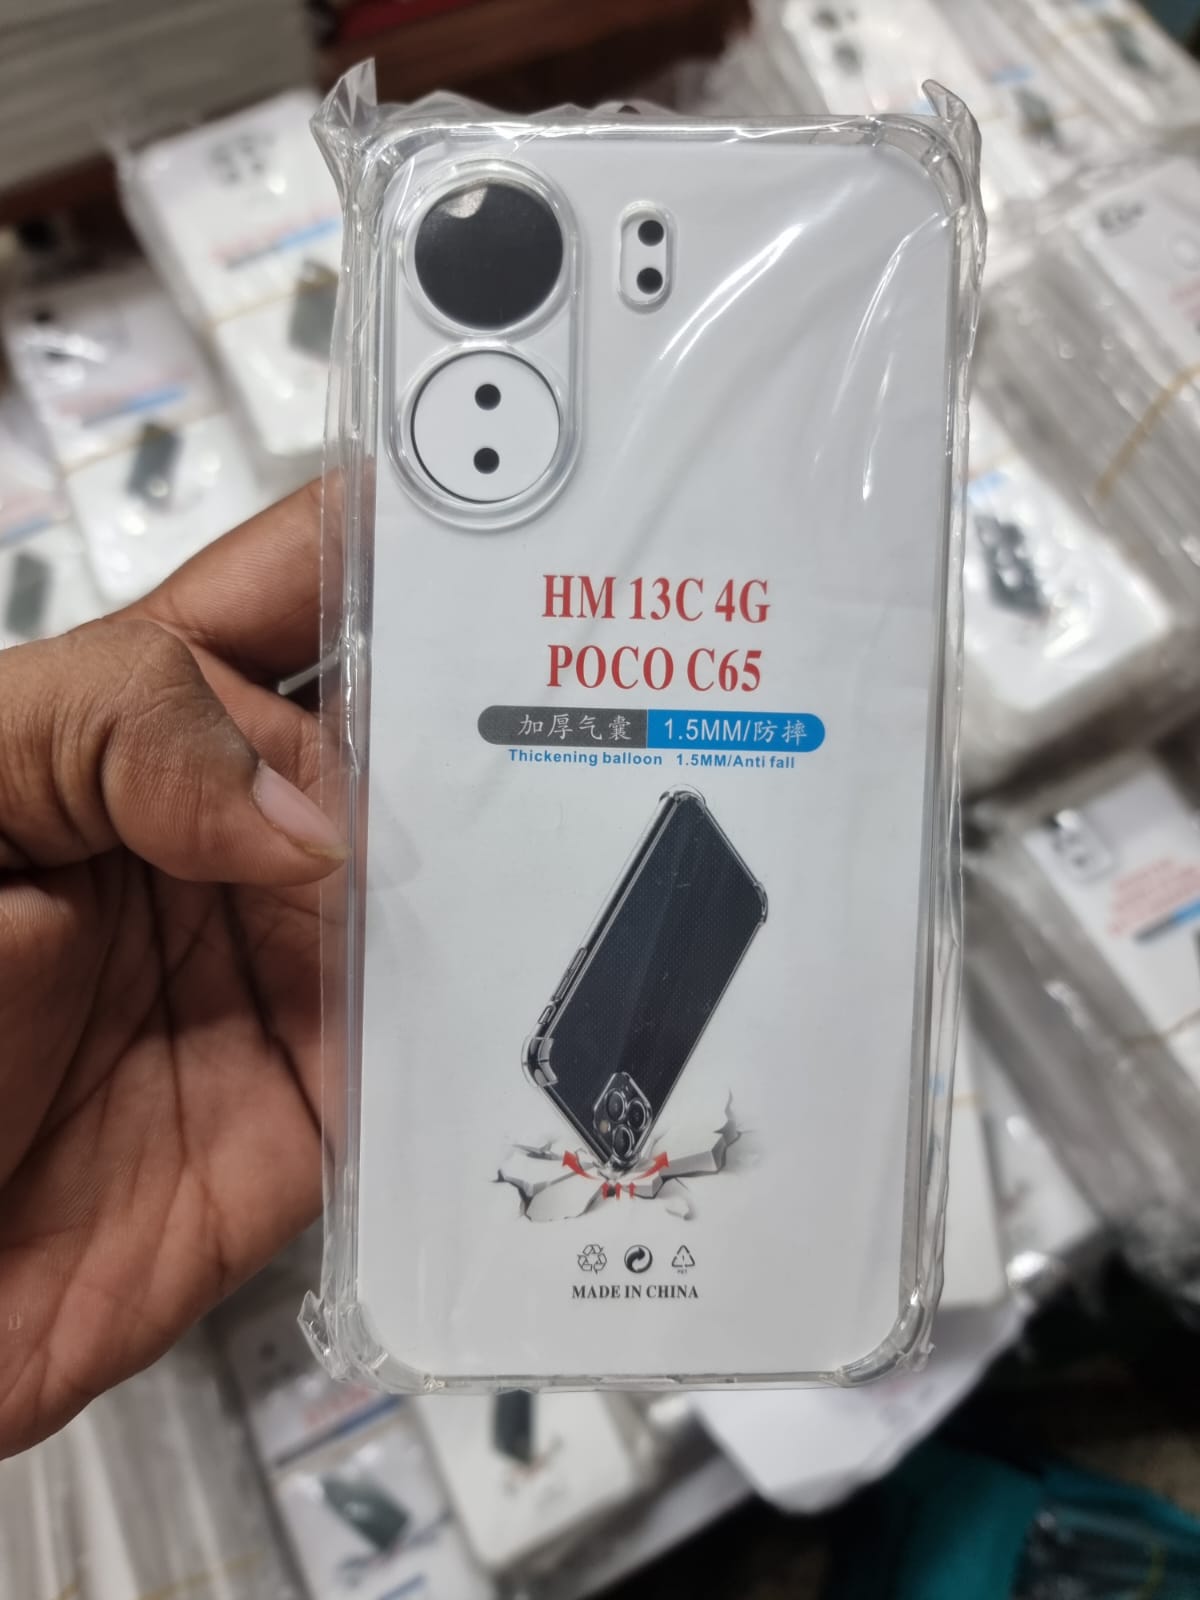 HM 13C 4G
POCO C65
加厚气囊 1.5MM/防摔
Thickening balloon 1.5MM/Anti fall
MADE IN CHINA